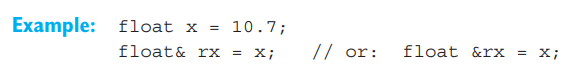 Example: float x = 10.7;
float& rx = x; // or: float &rx = x;